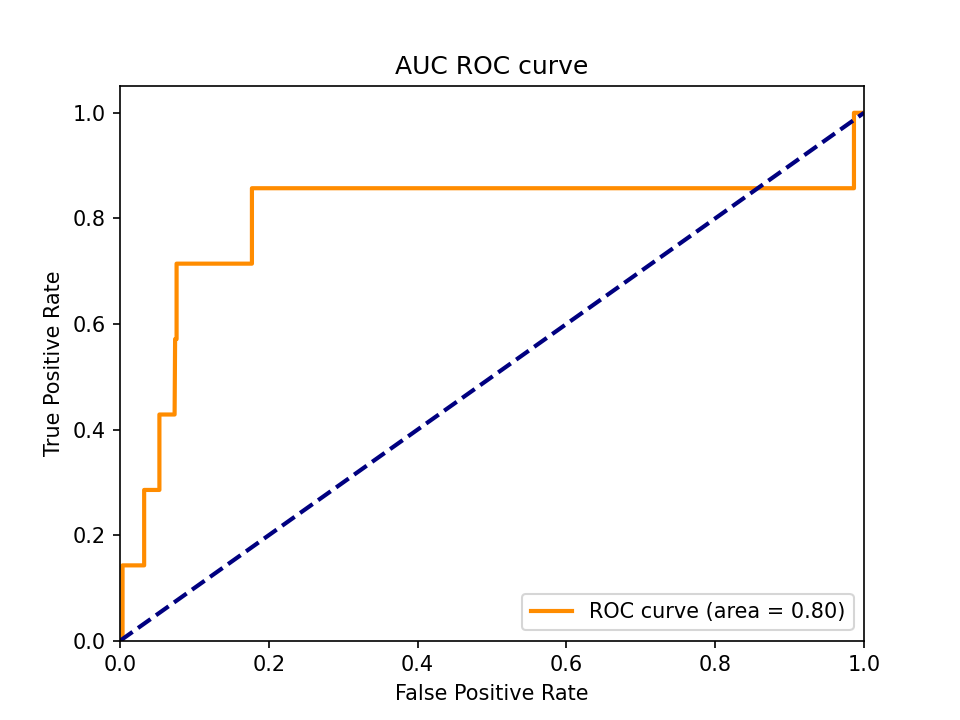 AUC ROC curve
True Positive Rate
1.0
0.8
0.6
0.4
0.2
0.0
ROC curve (area = 0.80)
0.0 0.2 0.4 0.6 0.8 1.0
False Positive Rate